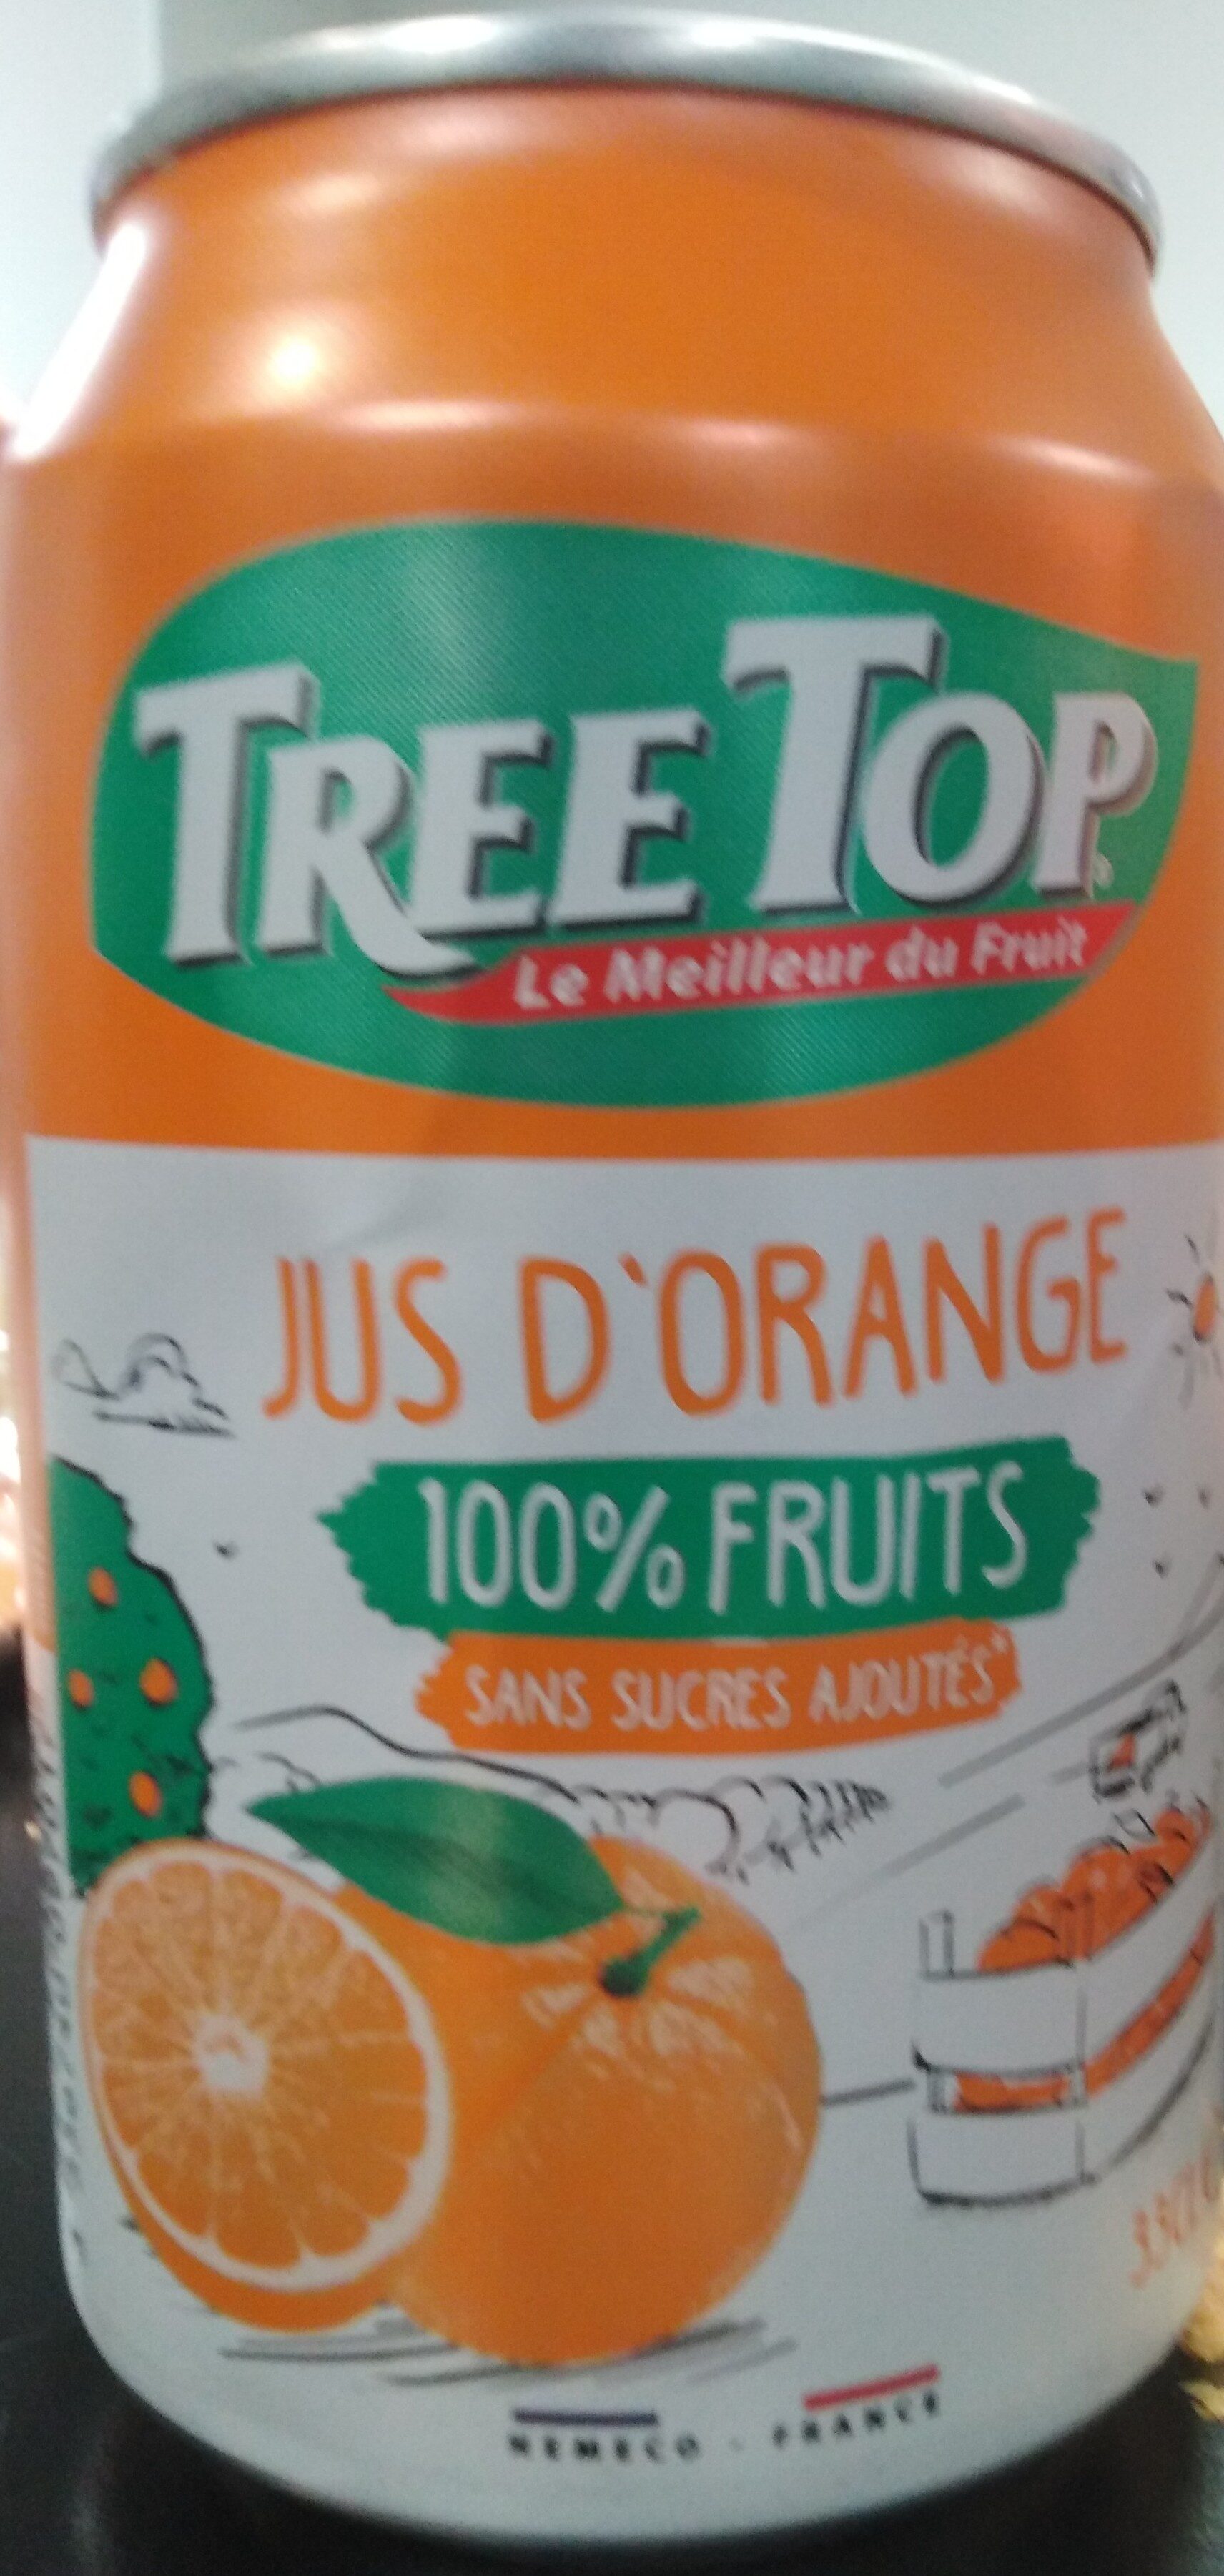 TREE TOP
Le Meilleur du Fruit
JUS D'ORANGE
100% FRUITS
SANS SUCRES AJOUTÉS*
NEMECO - FRANCE